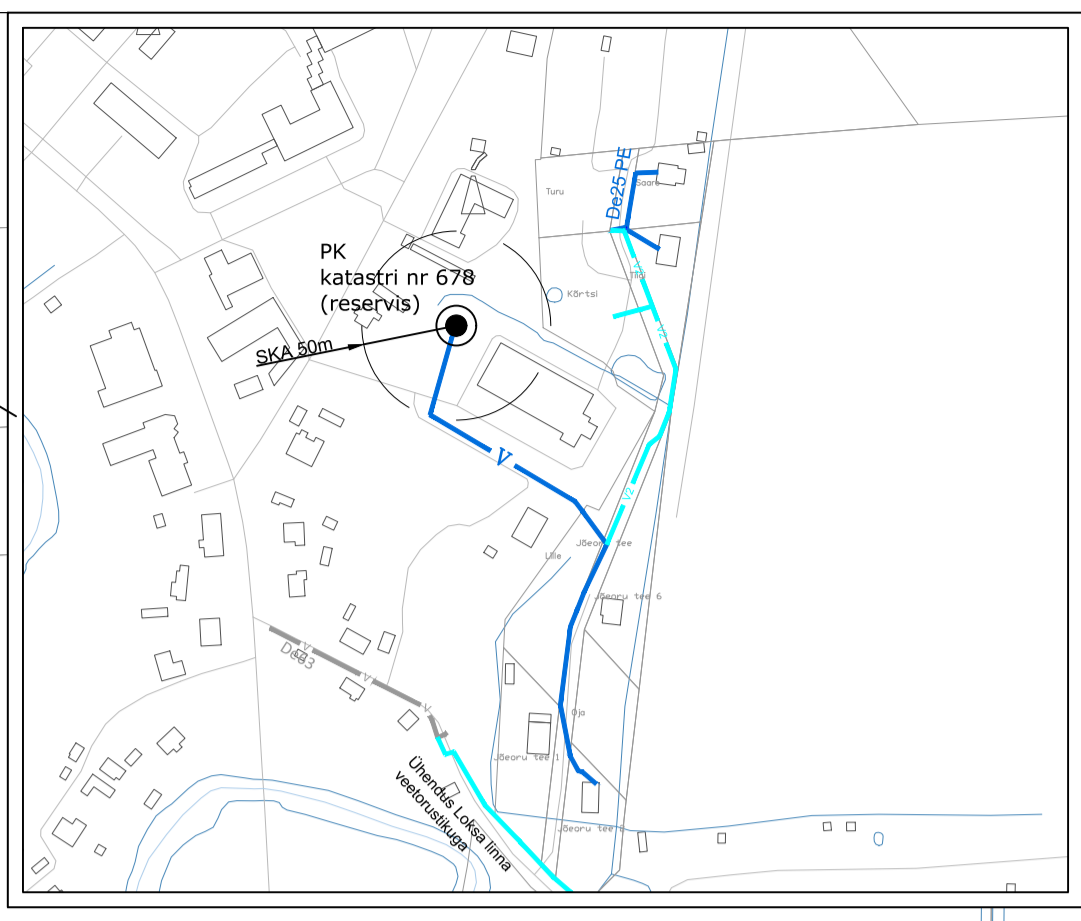 De25 PE
Saare
Turu
PK
katastri nr 678
(reservis)
Tiigi
Kõrtsi
SKA 50m
V2
V
V2
Jõeoru tee
Lille
Jõeoru tee 6
V
De63
V
V
Oja
Jõeoru tee 1
Ühendus Loksa linna
veetorustikuga
Jõeoru tee